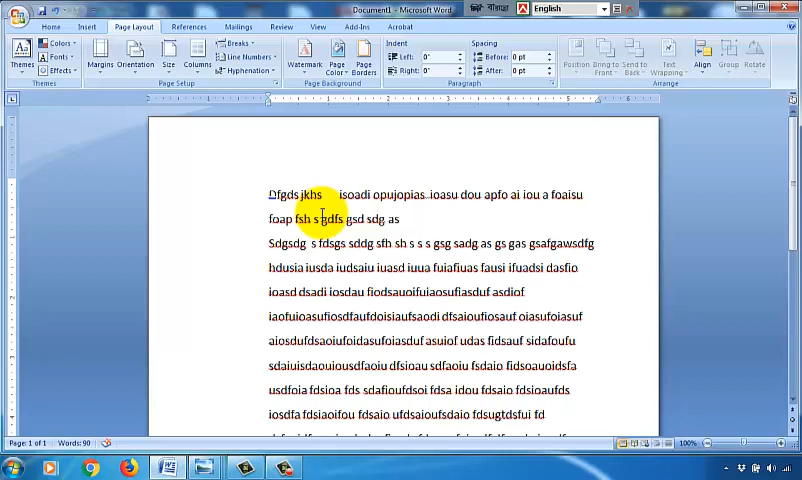 Document1 - Microsoft Word
English
Home Insert Page Layout References Mailings Review View Add-Ins Acrobat
Themes Colors Fonts Effects Margins Orientation Size Columns Breaks Line Numbers Hyphenation Watermark Page Color Page Borders Indent Left: 0" Right: 0" Spacing Before: 0 pt After: 0 pt Position Bring to Front Send to Back Text Wrapping Align Group Rotate
Themes Page Setup Page Background Paragraph Arrange
Dfgds jkhs isoadi opujopias ioasu dou apfo ai iou a foaisu
foap fsh s gdfs gsd sdg as
Sdgsdg s fdsgs sddg sfh sh s s s gsg sadg as gs gas gsafgawsdfg
hdusia iusda iudsaiu iuasd iuua fuiafiuas fausi ifuadsi dasfio
ioasd dsadi iosdau fiodsauoifuiaosufiasduf asdiof
iaofuioasufiosdfaufdoisiaufsaodi dfsaioufiosauf oiasufoiasuf
aiosdufdsaoiufoidasufoiasduf asuiof udas fidsauf sidafoufu
sdaiuisdaouiousdfaoiu dfsioau sdfaoiu fsdaio fidsoauoidsfa
usdfoia fdsioa fds sdafioufdsoi fdsa idou fdsaio fdsioaufds
iosdfa fdsiaoifou fdsaio ufdsaioufsdaio fdsugtdsfui fd
Page: 1 of 1 Words: 90 100%